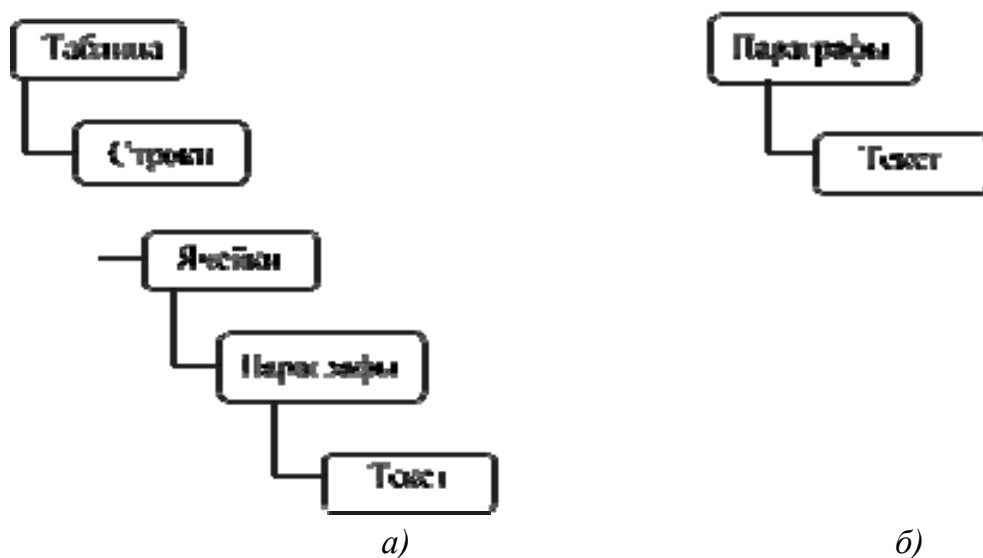 Таблица
Строки
Ячейки
Параграфы
Текст
а)
Параграфы
Текст
б)